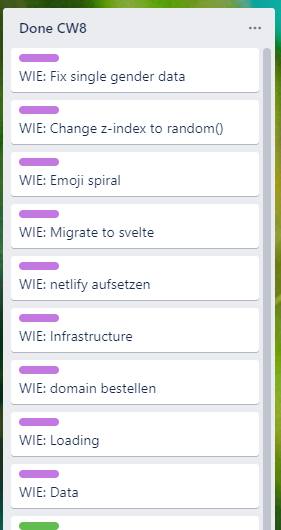 Done CW8
WIE: Fix single gender data
WIE: Change z-index to random()
WIE: Emoji spiral
WIE: Migrate to svelte
WIE: netlify aufsetzen
WIE: Infrastructure
WIE: domain bestellen
WIE: Loading
WIE: Data